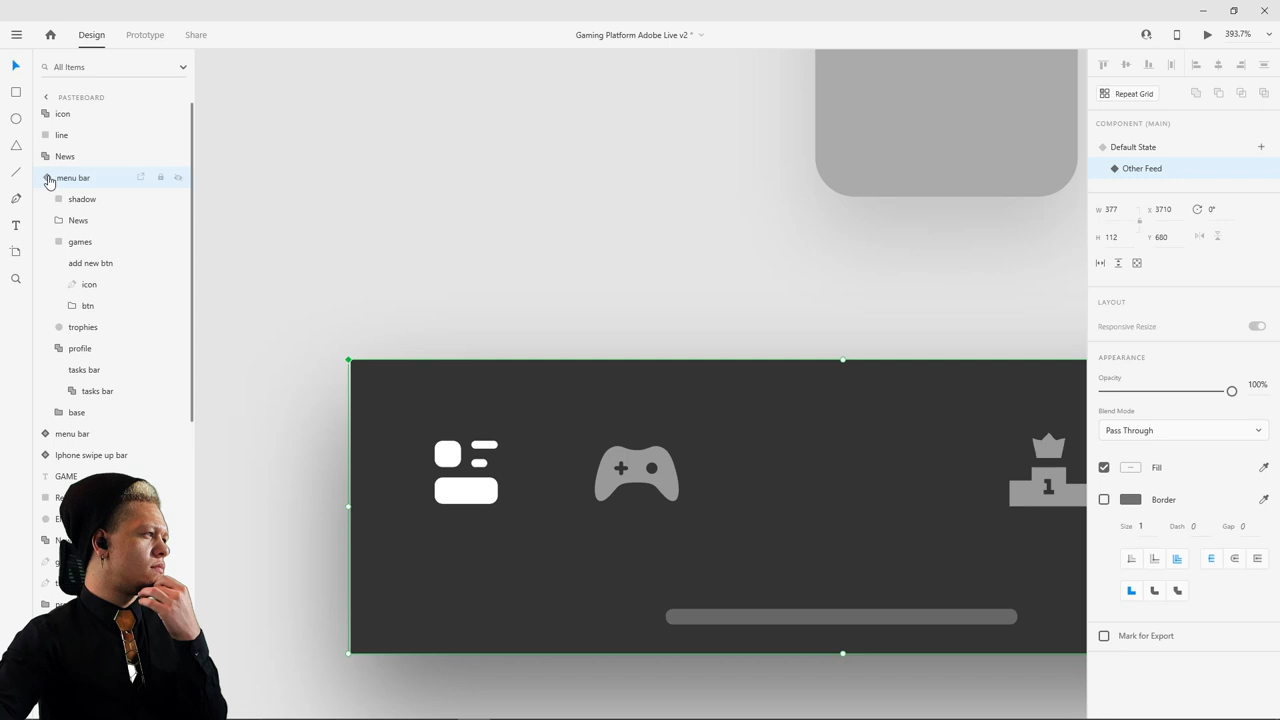 Design
Prototype
Share
Gaming Platform Adobe Live v2 *
393.7%
All Items
PASTEBOARD
icon
line
News
menu bar
shadow
News
games
add new btn
icon
btn
trophies
profile
tasks bar
tasks bar
base
menu bar
Iphone swipe up bar
GAME
1
Repeat Grid
COMPONENT (MAIN)
Default State
Other Feed
W 377 X 3710 0°
H 112 Y 680
LAYOUT
Responsive Resize
APPEARANCE
Opacity
100%
Blend Mode
Pass Through
Fill
Border
Size 1 Dash 0 Gap 0
Mark for Export